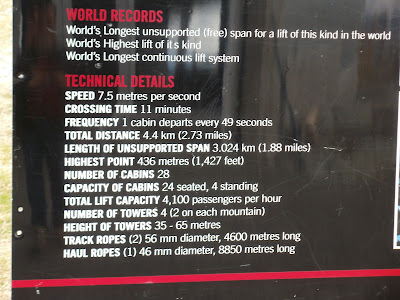 WORLD RECORDS
World's Longest unsupported (free) span for a lift of this kind in the world
World's Highest lift of it s kind
World's Longest continuous lift system
TECHNICAL DETAILS
SPEED 7.5 metres per second
CROSSING TIME 11 minutes
FREQUENCY 1 cabin departs every 49 seconds
TOTAL DISTANCE 4.4 km (2.73 miles)
LENGTH OF UNSUPPORTED SPAN 3.024 km (1.88 miles)
HIGHEST POINT 436 metres (1,427 feet)
NUMBER OF CABINS 28
CAPACITY OF CABINS 24 seated, 4 standing
TOTAL LIFT CAPACITY 4,100 passengers per hour
NUMBER OF TOWERS 4 (2 on each mountain)
HEIGHT OF TOWERS 35 - 65 metres
TRACK ROPES (2) 56 mm diameter, 4600 metres long
HAUL ROPES (1) 46 mm diameter, 8850 metres long